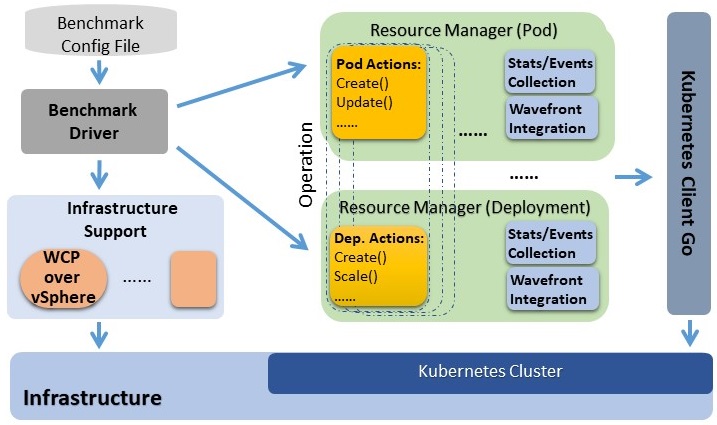 Benchmark
Config File
Benchmark
Driver
Infrastructure
Support
WCP
over
vSphere
......
Resource Manager (Pod)
Pod Actions:
Create()
Update()
......
......
Stats/Events
Collection
Wavefront
Integration
Operation
......
Resource Manager (Deployment)
Dep. Actions:
Create()
Scale()
......
Stats/Events
Collection
Wavefront
Integration
Kubernetes Client Go
Kubernetes Cluster
Infrastructure